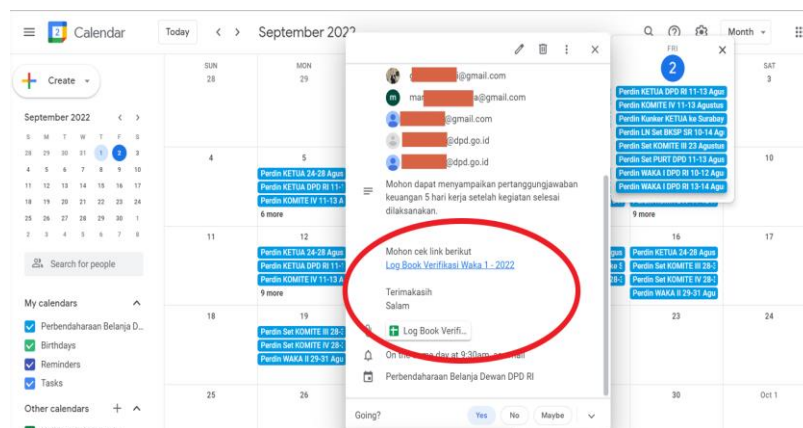 Calendar
Today
September 2022
Month
Create
September 2022
S M T W T F S
28 29 30 31 1 2 3
4 5 6 7 8 9 10
11 12 13 14 15 16 17
18 19 20 21 22 23 24
25 26 27 28 29 30 1
2 3 4 5 6 7 8
Search for people
My calendars
Perbendaharaan Belanja D...
Birthdays
Reminders
Tasks
Other calendars
SUN
28
MON
29
4
5
Perdin KETUA 24-28 Agus
Perdin KETUA DPD RI 11-
Perdin KOMITE IV 11-13 A
6 more
11
12
Perdin KETUA 24-28 Agus
Perdin KETUA DPD RI 11-
Perdin KOMITE IV 11-13 A
9 more
18
19
Perdin Set KOMITE III 28-
Perdin Set KOMITE IV 28-
Perdin WAKA II 29-31 Agu
25
26
@gmail.com
m
mar
a@gmail.com
@gmail.com
@dpd.go.id
@dpd.go.id
Mohon dapat menyampaikan pertanggungjawaban
keuangan 5 hari kerja setelah kegiatan selesai
dilaksanakan.
Mohon cek link berikut
Log Book Verifikasi Waka 1 - 2022
Terimakasih
Salam
Log Book Verifi...
On the same day at 9:30am,
Perbendaharaan Belanja Dewan DPD RI
Going?
Yes
No
Maybe
FRI
2
Perdin KETUA DPD RI 11-13 Agus
Perdin KOMITE IV 11-13 Agustus
Perdin Kunker KETUA ke Surabay
Perdin LN Set BKSP SR 10-14 Ag
Perdin Set KOMITE III 23 Agustus
Perdin Set PURT DPD 11-13 Agus
Perdin WAKA I DPD RI 10-12 Agu
Perdin WAKA I DPD RI 13-14 Agu
9 more
SAT
3
10
16
Perdin KETUA 24-28 Agus
Perdin Set KOMITE III 28-
Perdin Set KOMITE IV 28-
Perdin WAKA II 29-31 Agu
17
23
24
30
Oct 1